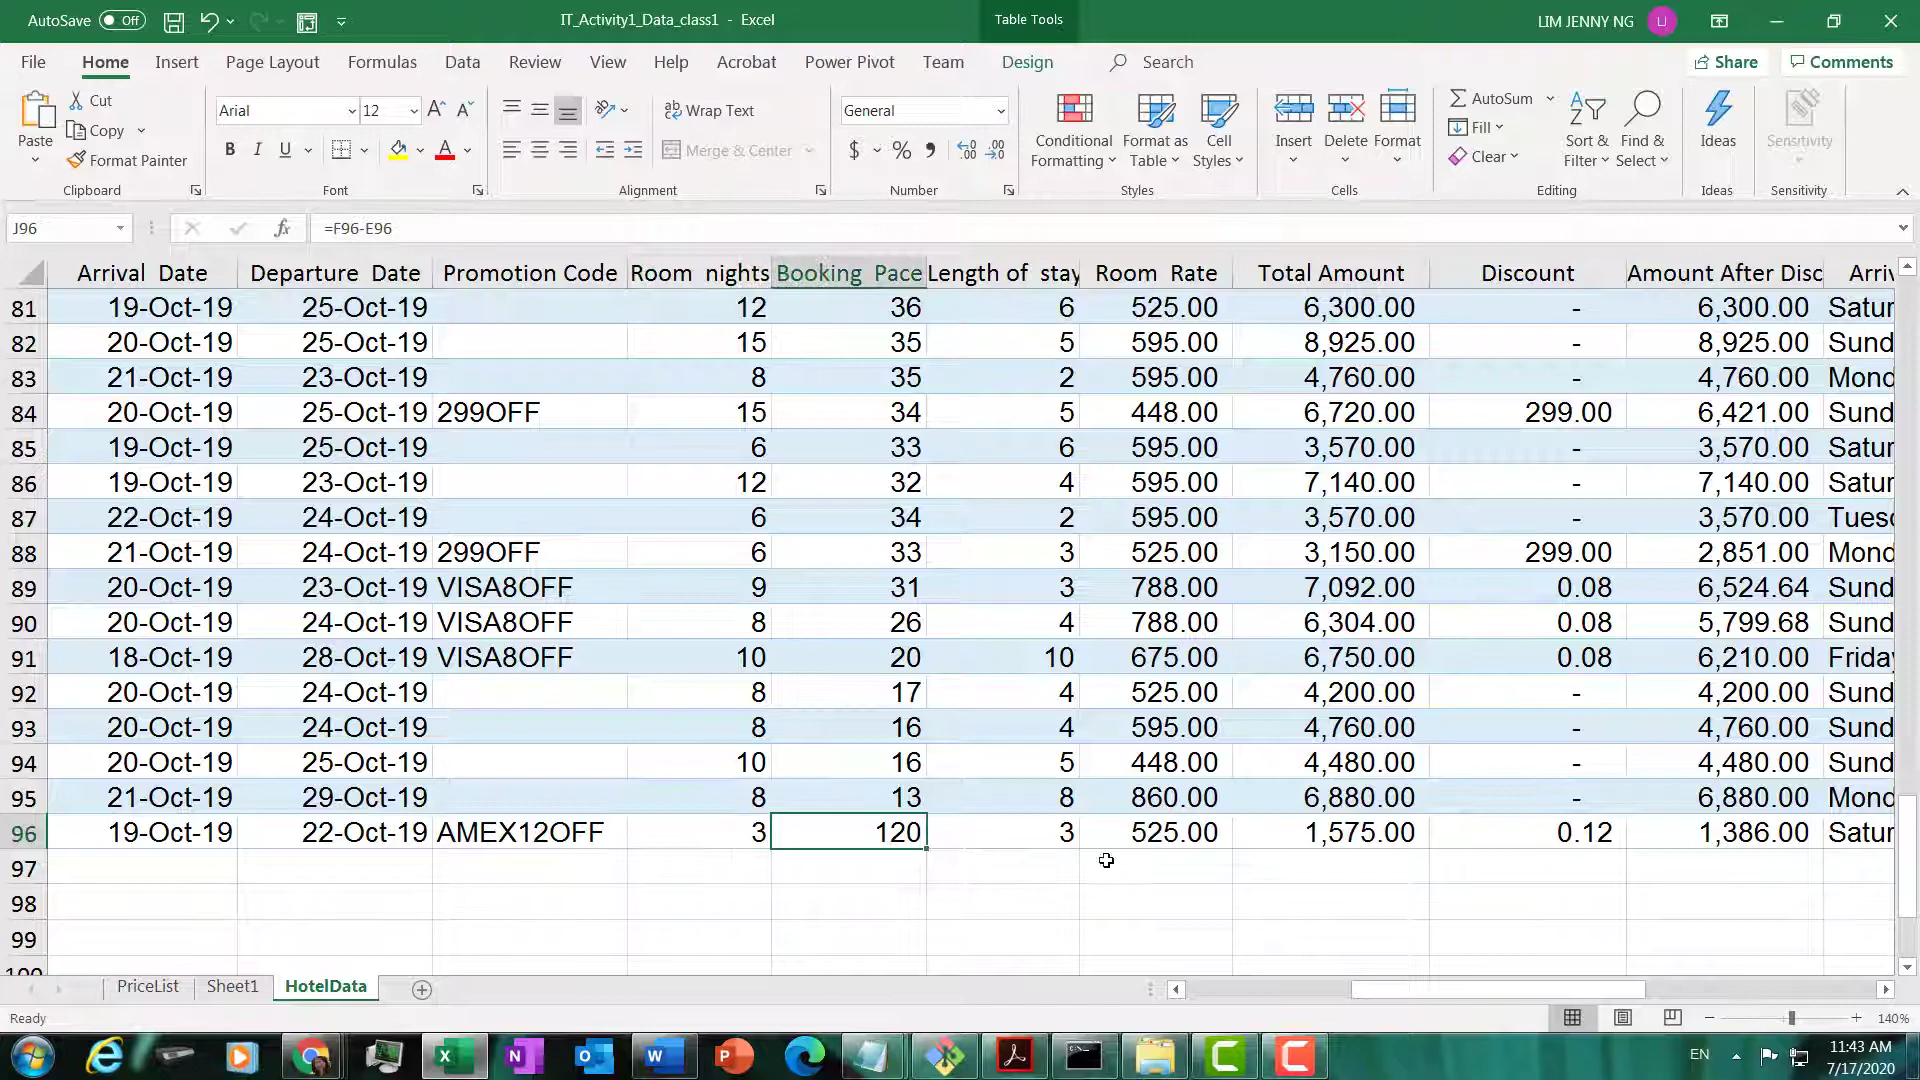 AutoSave Off IT_Activity1_Data_class1 - Excel Table Tools LIM JENNY NG LJ
File Home Insert Page Layout Formulas Data Review View Help Acrobat Power Pivot Team Design Search Share Comments
Paste Cut Copy Format Painter Clipboard
Arial 12 B I U Font
Wrap Text Merge & Center Alignment
General $ % Number
Conditional Formatting Format as Table Cell Styles Styles
Insert Delete Format Cells
AutoSum Fill Clear Sort & Filter Find & Select Editing
Ideas Ideas
Sensitivity Sensitivity
J96 fx =F96-E96
Arrival Date Departure Date Promotion Code Room nights Booking Pace Length of stay Room Rate Total Amount Discount Amount After Disc Arriv
81 19-Oct-19 25-Oct-19 12 36 6 525.00 6,300.00 - 6,300.00 Satur
82 20-Oct-19 25-Oct-19 15 35 5 595.00 8,925.00 - 8,925.00 Sund
83 21-Oct-19 23-Oct-19 8 35 2 595.00 4,760.00 - 4,760.00 Mond
84 20-Oct-19 25-Oct-19 299OFF 15 34 5 448.00 6,720.00 299.00 6,421.00 Sund
85 19-Oct-19 25-Oct-19 6 33 6 595.00 3,570.00 - 3,570.00 Satur
86 19-Oct-19 23-Oct-19 12 32 4 595.00 7,140.00 - 7,140.00 Satur
87 22-Oct-19 24-Oct-19 6 34 2 595.00 3,570.00 - 3,570.00 Tuesc
88 21-Oct-19 24-Oct-19 299OFF 6 33 3 525.00 3,150.00 299.00 2,851.00 Mond
89 20-Oct-19 23-Oct-19 VISA8OFF 9 31 3 788.00 7,092.00 0.08 6,524.64 Sund
90 20-Oct-19 24-Oct-19 VISA8OFF 8 26 4 788.00 6,304.00 0.08 5,799.68 Sund
91 18-Oct-19 28-Oct-19 VISA8OFF 10 20 10 675.00 6,750.00 0.08 6,210.00 Friday
92 20-Oct-19 24-Oct-19 8 17 4 525.00 4,200.00 - 4,200.00 Sund
93 20-Oct-19 24-Oct-19 8 16 4 595.00 4,760.00 - 4,760.00 Sund
94 20-Oct-19 25-Oct-19 10 16 5 448.00 4,480.00 - 4,480.00 Sund
95 21-Oct-19 29-Oct-19 8 13 8 860.00 6,880.00 - 6,880.00 Mond
96 19-Oct-19 22-Oct-19 AMEX12OFF 3 120 3 525.00 1,575.00 0.12 1,386.00 Satur
97
98
99
100
PriceList Sheet1 HotelData
Ready 140%
EN 11:43 AM
7/17/2020